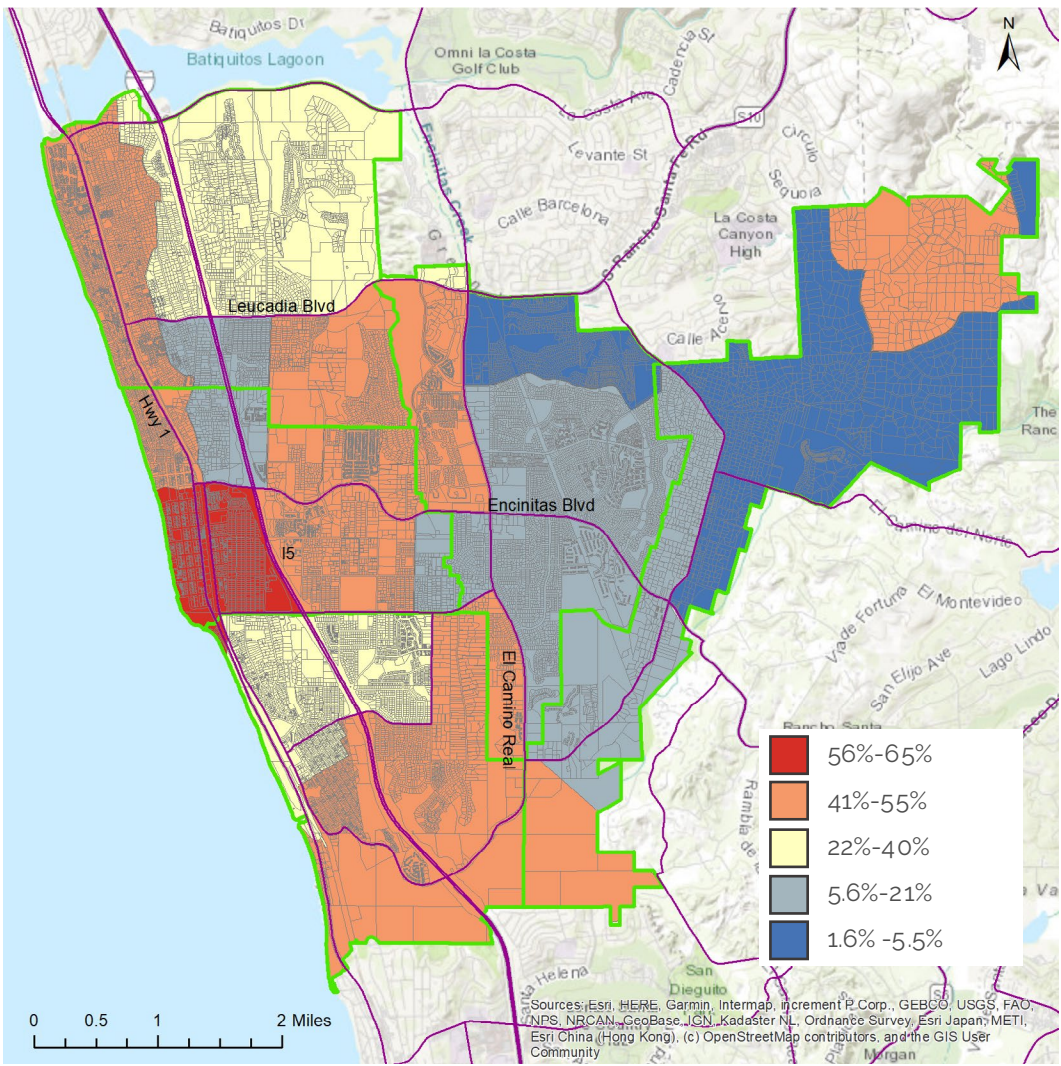 Batiquitos Dr
Batiquitos Lagoon
Omni la Costa
Golf Club
Cadencia St
N
La Costa Ave
S10
Levante St
Circulo
Sequoia
Encinitas Creek
S Rancho Santa Fe Rd
Calle Barcelona
La Costa
Canyon
High
Leucadia Blvd
Calle Acervo
Hwy 1
The
Ranc
Encinitas Blvd
El Camino del Norte
I5
Via de Fortuna
El Montevideo
San Elijo Ave
Lago Lindo
El Camino Real
Rancho Santa
56%-65%
41%-55%
22%-40%
5.6%-21%
1.6% -5.5%
Santa Helena
San
Dieguito
0 0.5 1 2 Miles
Sources: Esri, HERE, Garmin, Intermap, increment P Corp., GEBCO, USGS, FAO,
NPS, NRCAN, GeoBase, IGN, Kadaster NL, Ordnance Survey, Esri Japan, METI,
Esri China (Hong Kong), (c) OpenStreetMap contributors, and the GIS User
Community
Morgan